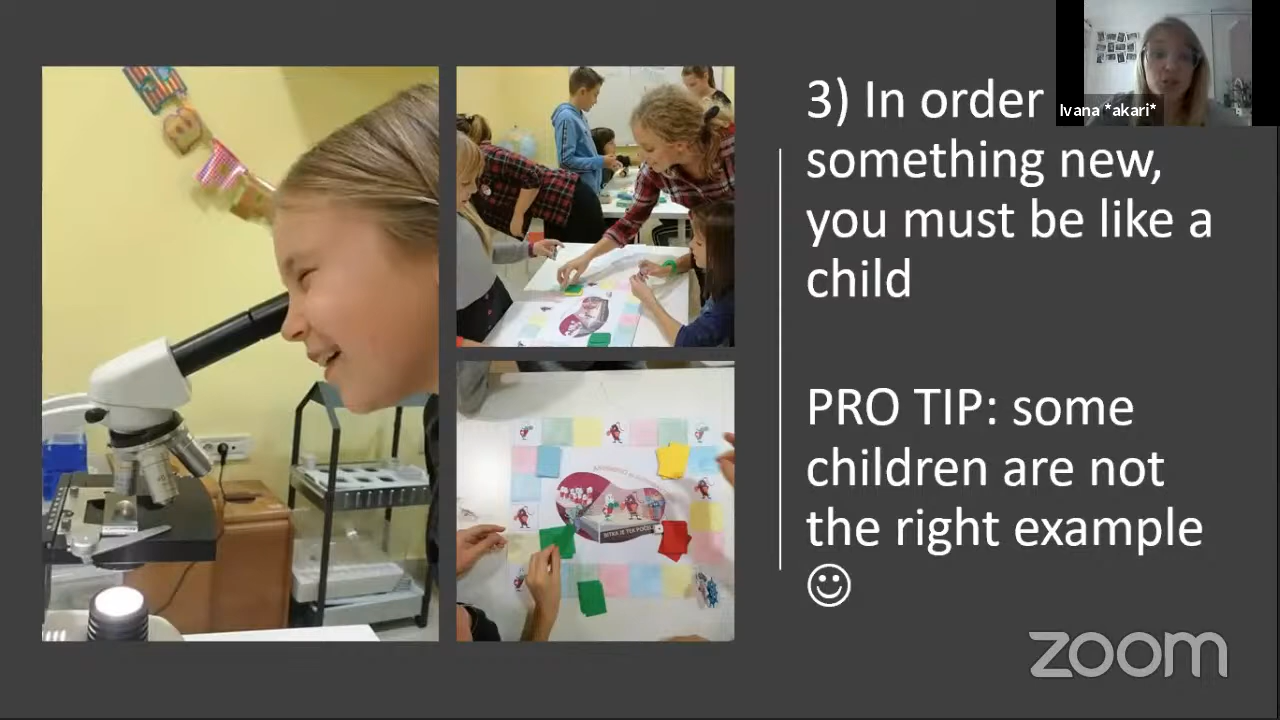 3) In order
something new,
you must be like a
child
PRO TIP: some
children are not
the right example
☺
Ivana *akari*
zoom